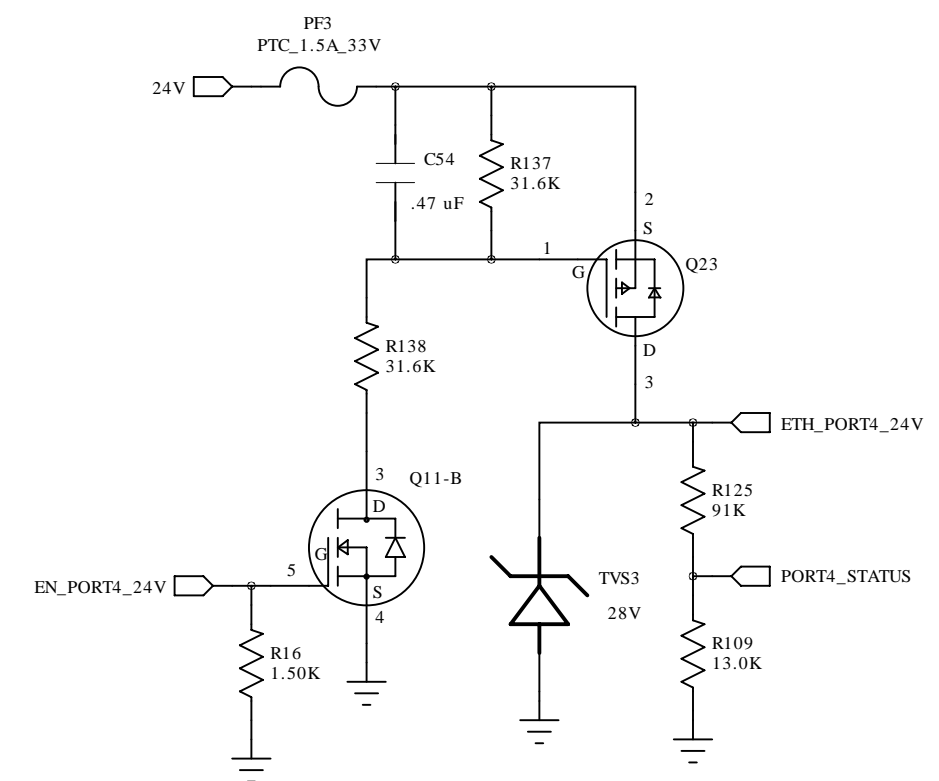 PF3
PTC_1.5A_33V
24V
C54
.47 uF
R137
31.6K
2
S
1
G
Q23
D
3
R138
31.6K
ETH_PORT4_24V
3
Q11-B
D
G
5
S
4
EN_PORT4_24V
R125
91K
PORT4_STATUS
TVS3
28V
R16
1.50K
R109
13.0K